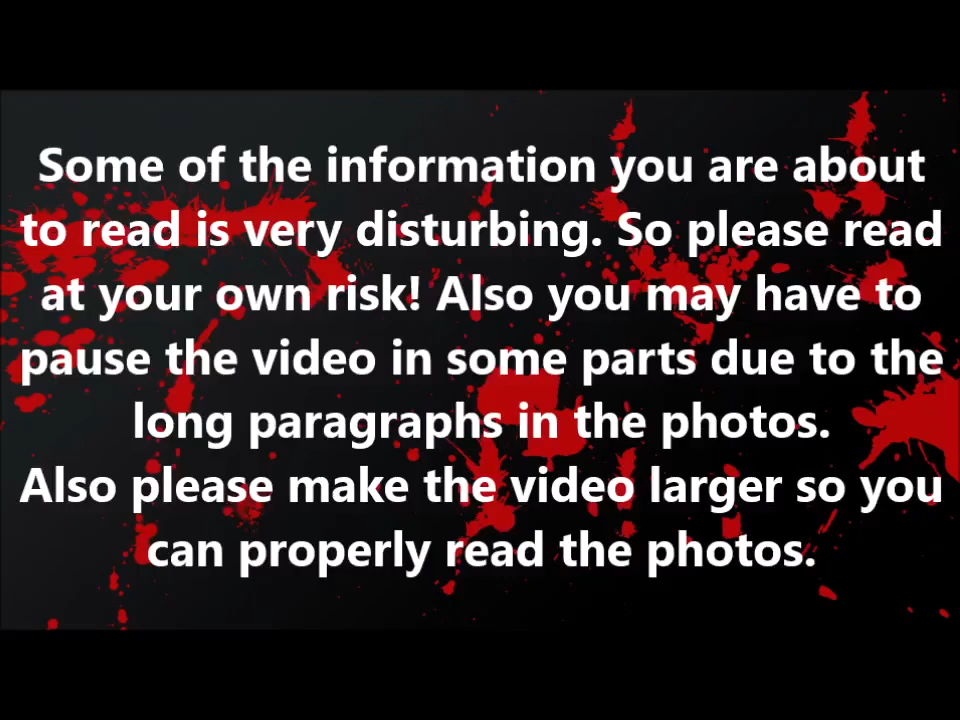 Some of the information you are about
to read is very disturbing. So please read
at your own risk! Also you may have to
pause the video in some parts due to the
long paragraphs in the photos.
Also please make the video larger so you
can properly read the photos.